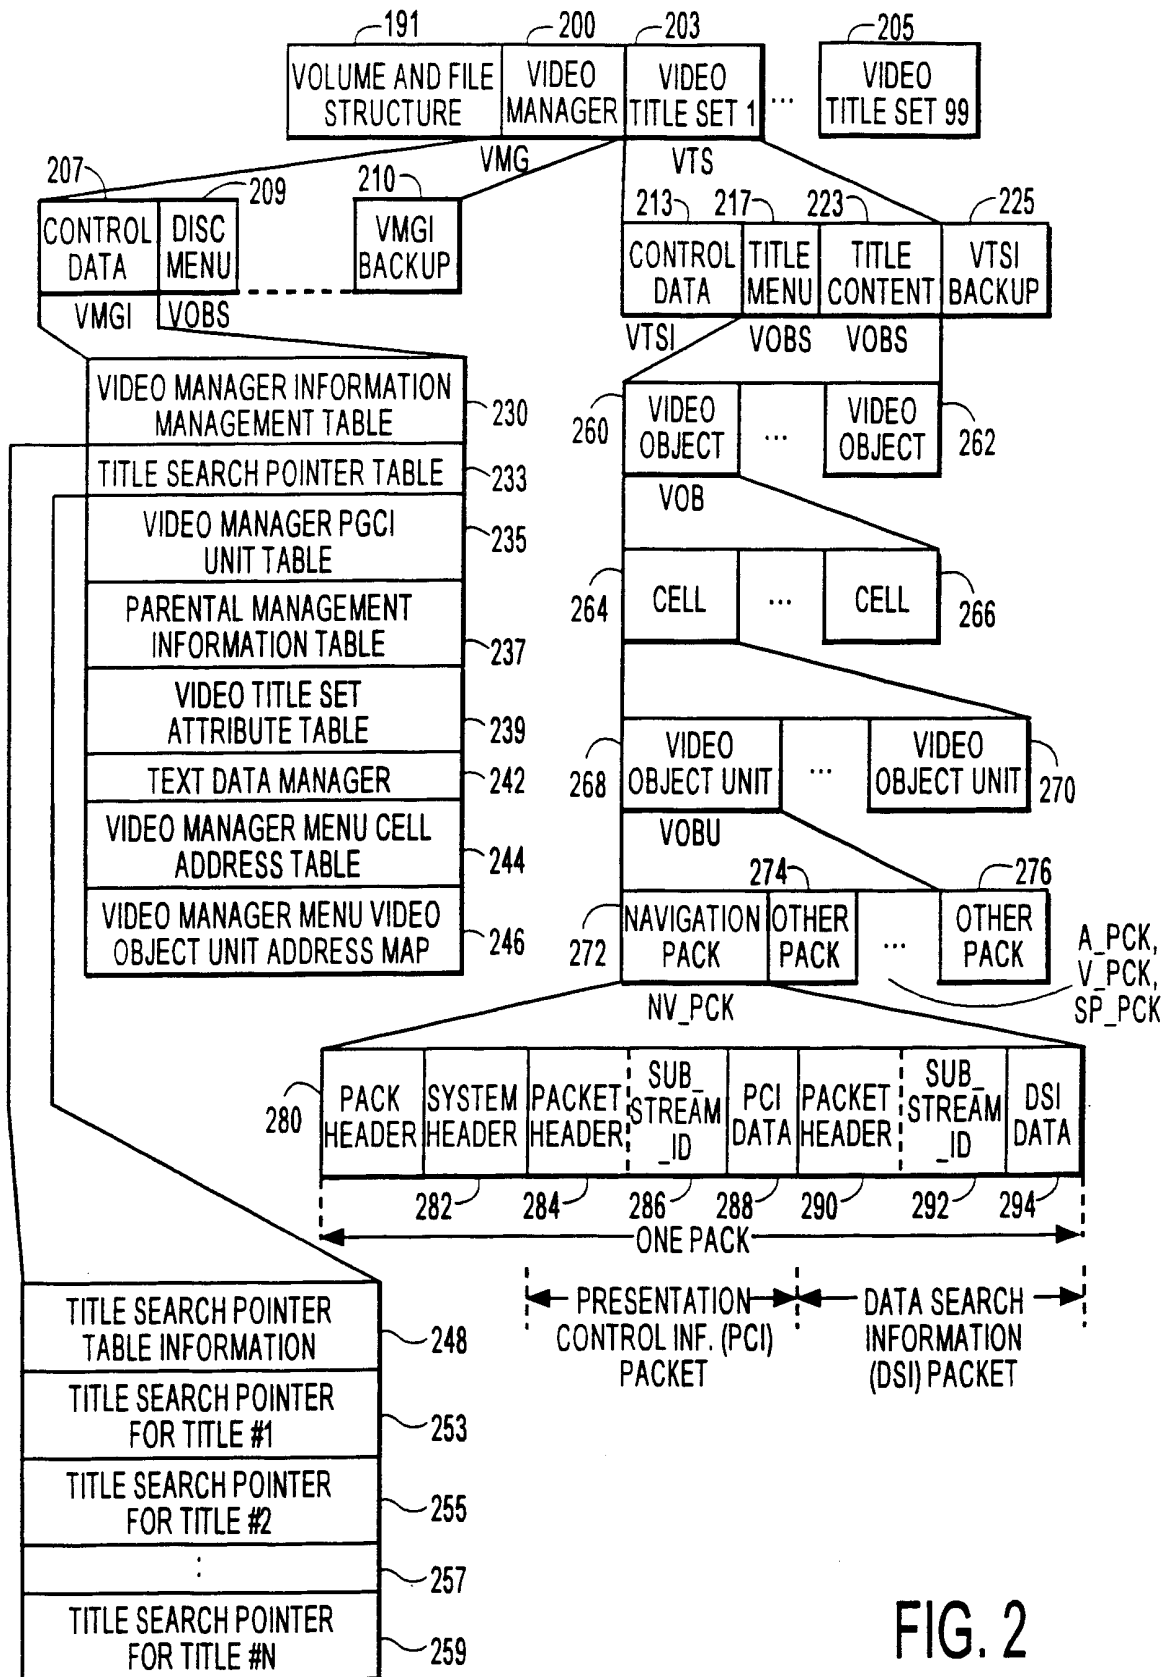 191
200
203
205
VOLUME AND FILE
STRUCTURE
VIDEO
MANAGER
VIDEO
TITLE SET 1
...
VIDEO
TITLE SET 99
VMG
VTS
207
209
210
213
217
223
225
CONTROL
DATA
DISC
MENU
VMGI
BACKUP
CONTROL
DATA
TITLE
MENU
TITLE
CONTENT
VTSI
BACKUP
VMGI
VOBS
VTSI
VOBS
VOBS
VIDEO MANAGER INFORMATION
MANAGEMENT TABLE
230
TITLE SEARCH POINTER TABLE
233
VIDEO MANAGER PGCI
UNIT TABLE
235
PARENTAL MANAGEMENT
INFORMATION TABLE
237
VIDEO TITLE SET
ATTRIBUTE TABLE
239
TEXT DATA MANAGER
242
VIDEO MANAGER MENU CELL
ADDRESS TABLE
244
VIDEO MANAGER MENU VIDEO
OBJECT UNIT ADDRESS MAP
246
260
VIDEO
OBJECT
...
VIDEO
OBJECT
262
VOB
264
CELL
...
CELL
266
268
VIDEO
OBJECT UNIT
...
VIDEO
OBJECT UNIT
270
VOBU
274
276
272
NAVIGATION
PACK
OTHER
PACK
...
OTHER
PACK
A_PCK,
V_PCK,
SP_PCK
NV_PCK
280
PACK
HEADER
SYSTEM
HEADER
PACKET
HEADER
SUB_
STREAM
_ID
PCI
DATA
PACKET
HEADER
SUB_
STREAM
_ID
DSI
DATA
282
284
286
288
290
292
294
ONE PACK
PRESENTATION
CONTROL INF. (PCI)
PACKET
DATA SEARCH
INFORMATION
(DSI) PACKET
TITLE SEARCH POINTER
TABLE INFORMATION
248
TITLE SEARCH POINTER
FOR TITLE #1
253
TITLE SEARCH POINTER
FOR TITLE #2
255
:
257
TITLE SEARCH POINTER
FOR TITLE #N
259
FIG. 2